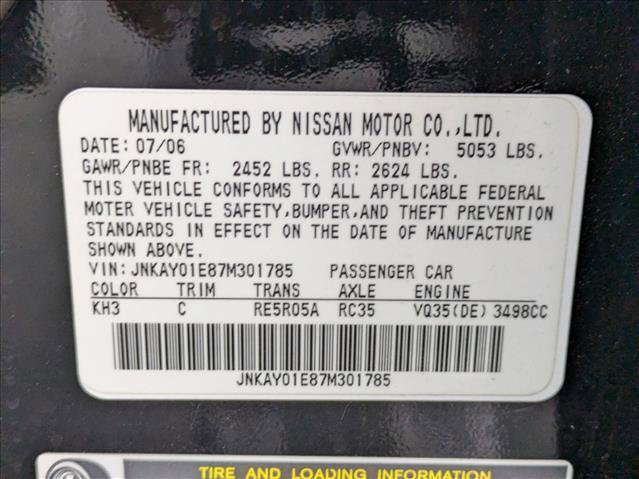 MANUFACTURED BY NISSAN MOTOR CO.,LTD.
DATE: 07/06 GVWR/PNBV: 5053 LBS.
GAWR/PNBE FR: 2452 LBS. RR: 2624 LBS.
THIS VEHICLE CONFORMS TO ALL APPLICABLE FEDERAL
MOTER VEHICLE SAFETY,BUMPER,AND THEFT PREVENTION
STANDARDS IN EFFECT ON THE DATE OF MANUFACTURE
SHOWN ABOVE.
VIN: JNKAY01E87M301785 PASSENGER CAR
COLOR TRIM TRANS AXLE ENGINE
KH3 C RE5R05A RC35 VQ35(DE) 3498CC
JNKAY01E87M301785
TIRE AND LOADING INFORMATION